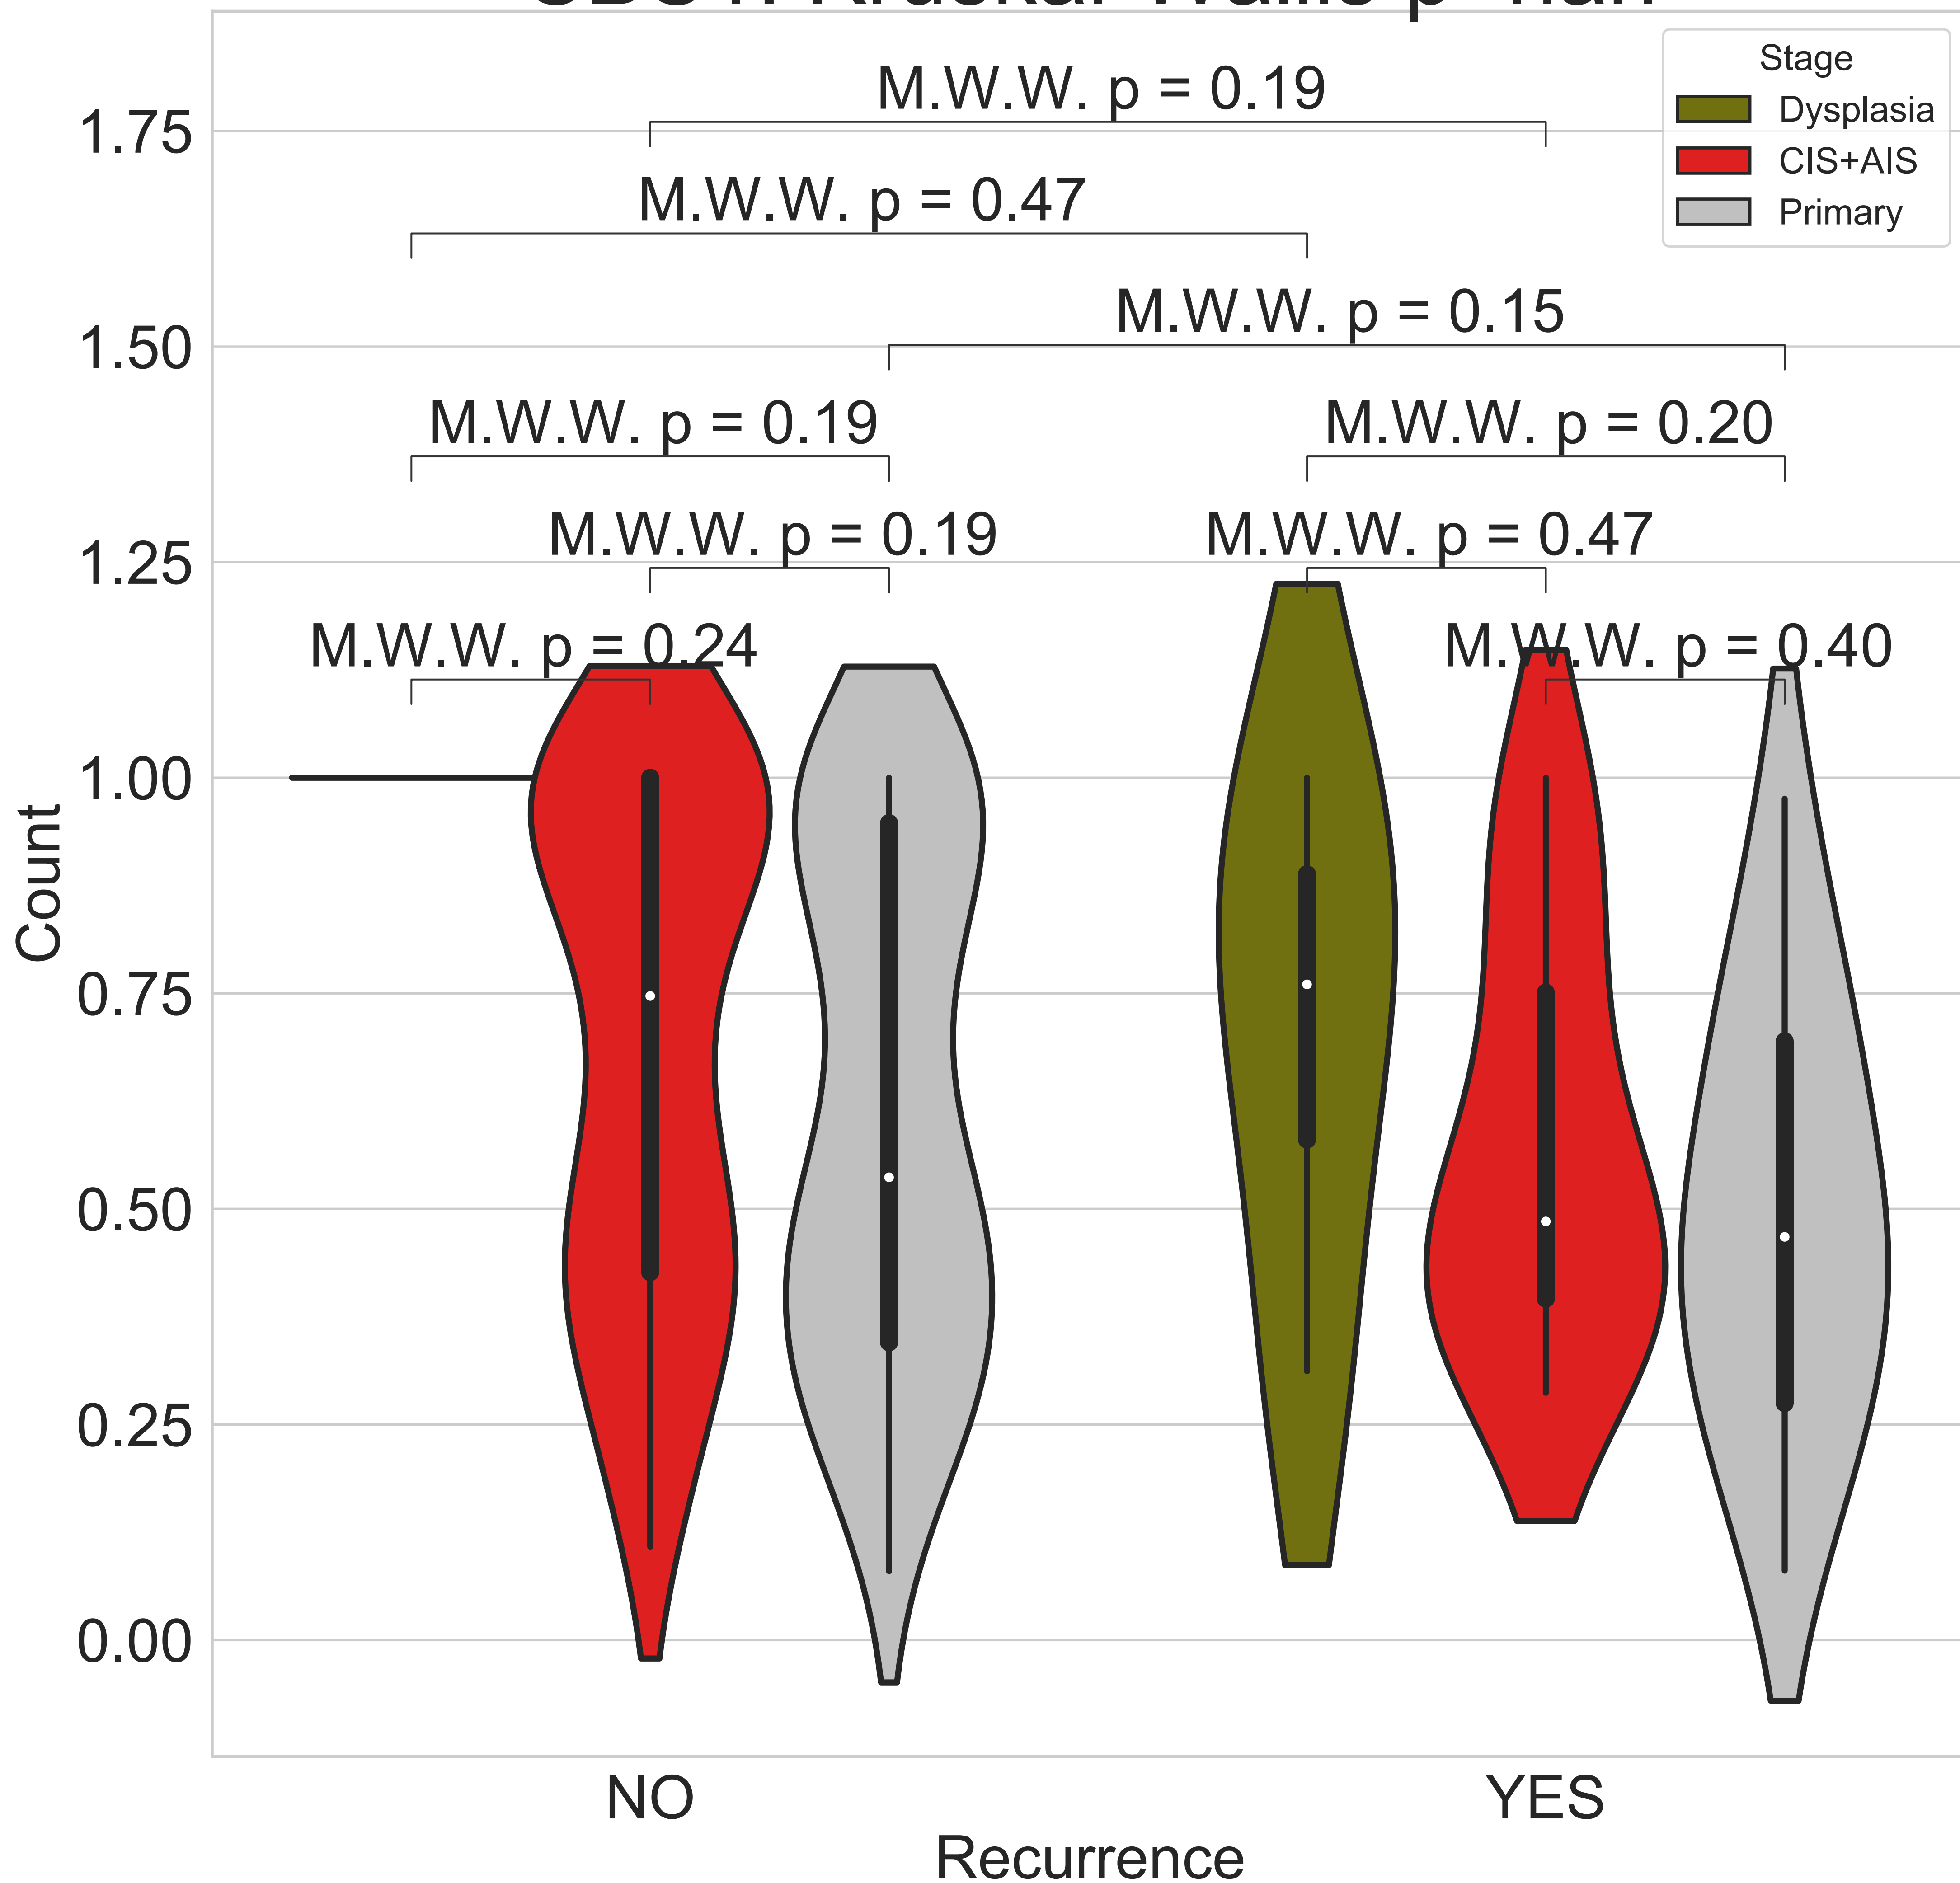 Stage
Dysplasia
CIS+AIS
Primary
M.W.W. p = 0.19
M.W.W. p = 0.47
M.W.W. p = 0.15
M.W.W. p = 0.19
M.W.W. p = 0.20
M.W.W. p = 0.19
M.W.W. p = 0.47
M.W.W. p = 0.24
M.W.W. p = 0.40
1.75
1.50
1.25
1.00
0.75
0.50
0.25
0.00
Count
NO
YES
Recurrence